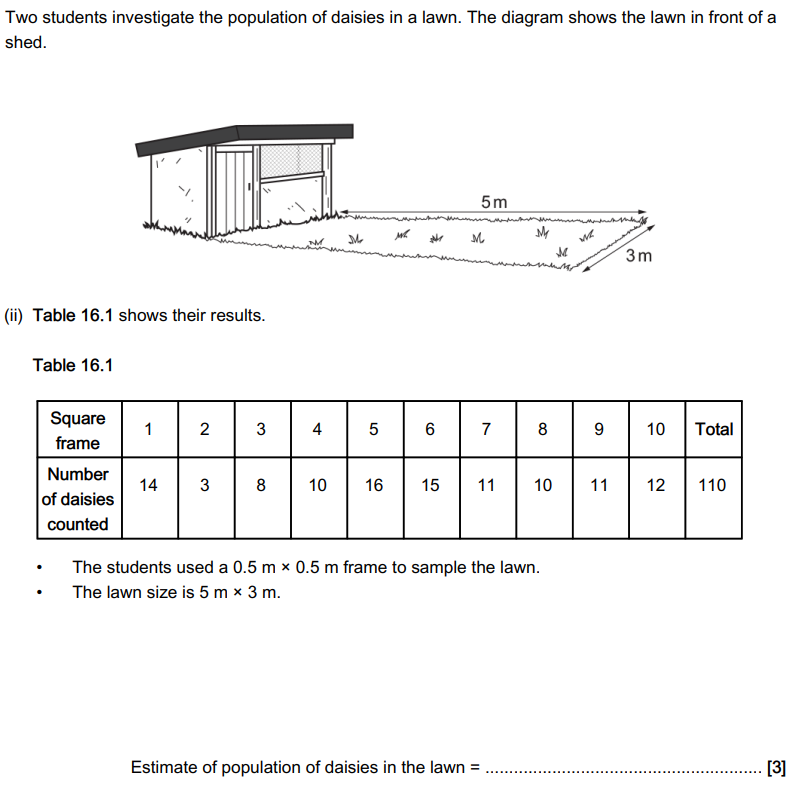 Two students investigate the population of daisies in a lawn. The diagram shows the lawn in front of a
shed.
5 m
3 m
(ii) Table 16.1 shows their results.
Table 16.1
Square frame 1 2 3 4 5 6 7 8 9 10 Total
Number of daisies counted 14 3 8 10 16 15 11 10 11 12 110
• The students used a 0.5 m × 0.5 m frame to sample the lawn.
• The lawn size is 5 m × 3 m.
Estimate of population of daisies in the lawn = ............................................................ [3]